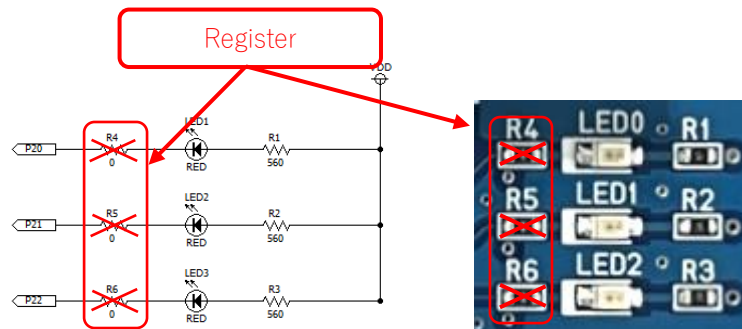 Register
VDD
LED1
R4
R1
P20
0
RED
560
LED2
R5
R2
P21
0
RED
560
LED3
R6
R3
P22
0
RED
560
R4 LED0 R1
R5 LED1 R2
R6 LED2 R3